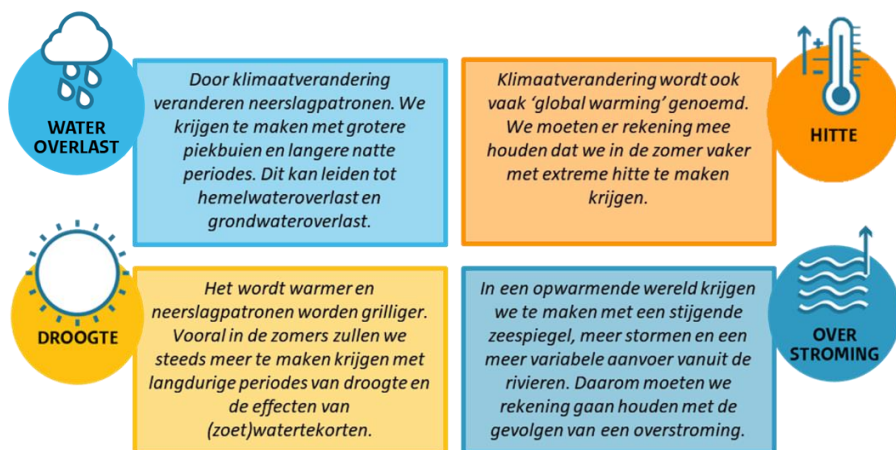 WATER
OVERLAST
Door klimaatverandering
veranderen neerslagpatronen. We
krijgen te maken met grotere
piekbuien en langere natte
periodes. Dit kan leiden tot
hemelwateroverlast en
grondwateroverlast.
Klimaatverandering wordt ook
vaak ‘global warming’ genoemd.
We moeten er rekening mee
houden dat we in de zomer vaker
met extreme hitte te maken
krijgen.
HITTE
DROOGTE
Het wordt warmer en
neerslagpatronen worden grilliger.
Vooral in de zomers zullen we
steeds meer te maken krijgen met
langdurige periodes van droogte en
de effecten van
(zoet)watertekorten.
In een opwarmende wereld krijgen
we te maken met een stijgende
zeespiegel, meer stormen en een
meer variabele aanvoer vanuit de
rivieren. Daarom moeten we
rekening gaan houden met de
gevolgen van een overstroming.
OVER
STROMING